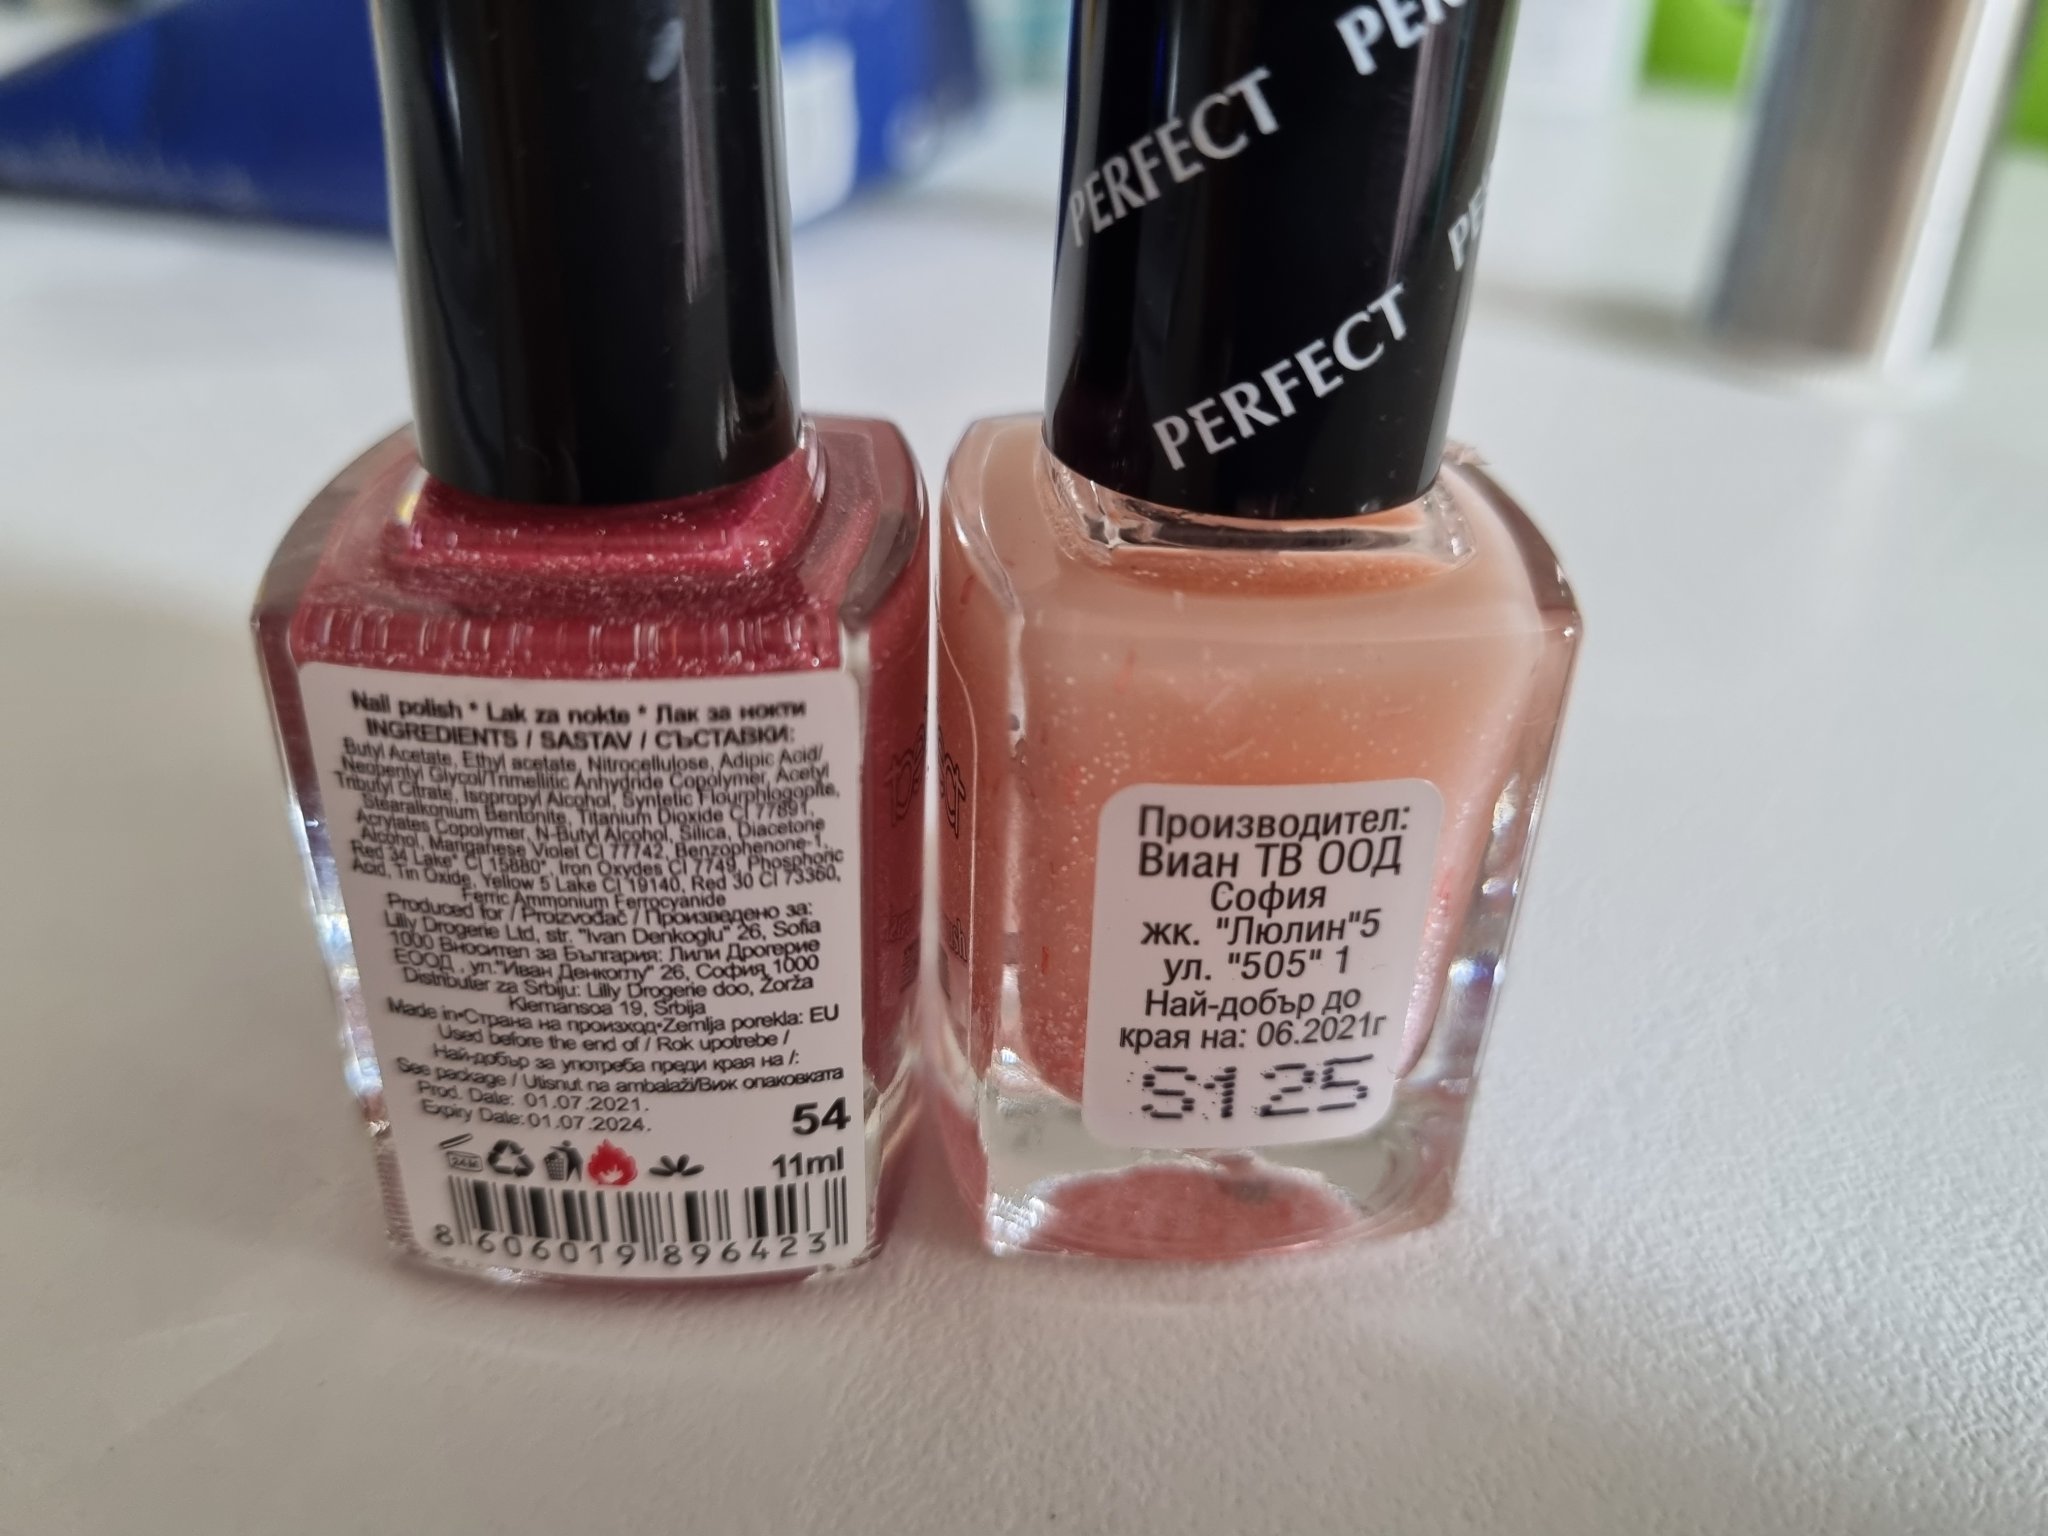 Nail polish * Lak za nokte * Лак за нокти
INGREDIENTS / SASTAV / СЪСТАВКИ:
Butyl Acetate, Ethyl acetate, Nitrocellulose, Adipic Acid/
Neopentyl Glycol/Trimellitic Anhydride Copolymer, Acetyl
Tributyl Citrate, Isopropyl Alcohol, Syntetic Flourphlogopite,
Stearalkonium Bentonite, Titanium Dioxide CI 77891,
Acrylates Copolymer, N-Butyl Alcohol, Silica, Diacetone
Alcohol, Manganese Violet CI 77742, Benzophenone-1,
Red 34 Lake* CI 15880*, Iron Oxydes CI 7749, Phosphoric
Acid, Tin Oxide, Yellow 5 Lake CI 19140, Red 30 CI 73360,
Ferric Ammonium Ferrocyanide
Produced for / Proizvođač / Произведено за:
Lilly Drogerie Ltd, str. "Ivan Denkoglu" 26, Sofia
1000 Вносител за България: Лили Дрогерие
ЕООД , ул."Иван Денкоглу" 26, София 1000
Distributer za Srbiju: Lilly Drogerie doo, Zorža
Klemansoa 19, Srbija
Made in•Страна на произход•Zemlja porekla: EU
Used before the end of / Rok upotrebe /
Най-добър за употреба преди края на /:
See package / Utisnut na ambalaži/Виж опаковката
Prod. Date: 01.07.2021.
Expiry Date: 01.07.2024.
54
24M
11ml
8 606019 896423
PERFECT
PERFECT
PERFECT
Производител:
Виан ТВ ООД
София
жк. "Люлин"5
ул. "505" 1
Най-добър до
края на: 06.2021г
S125